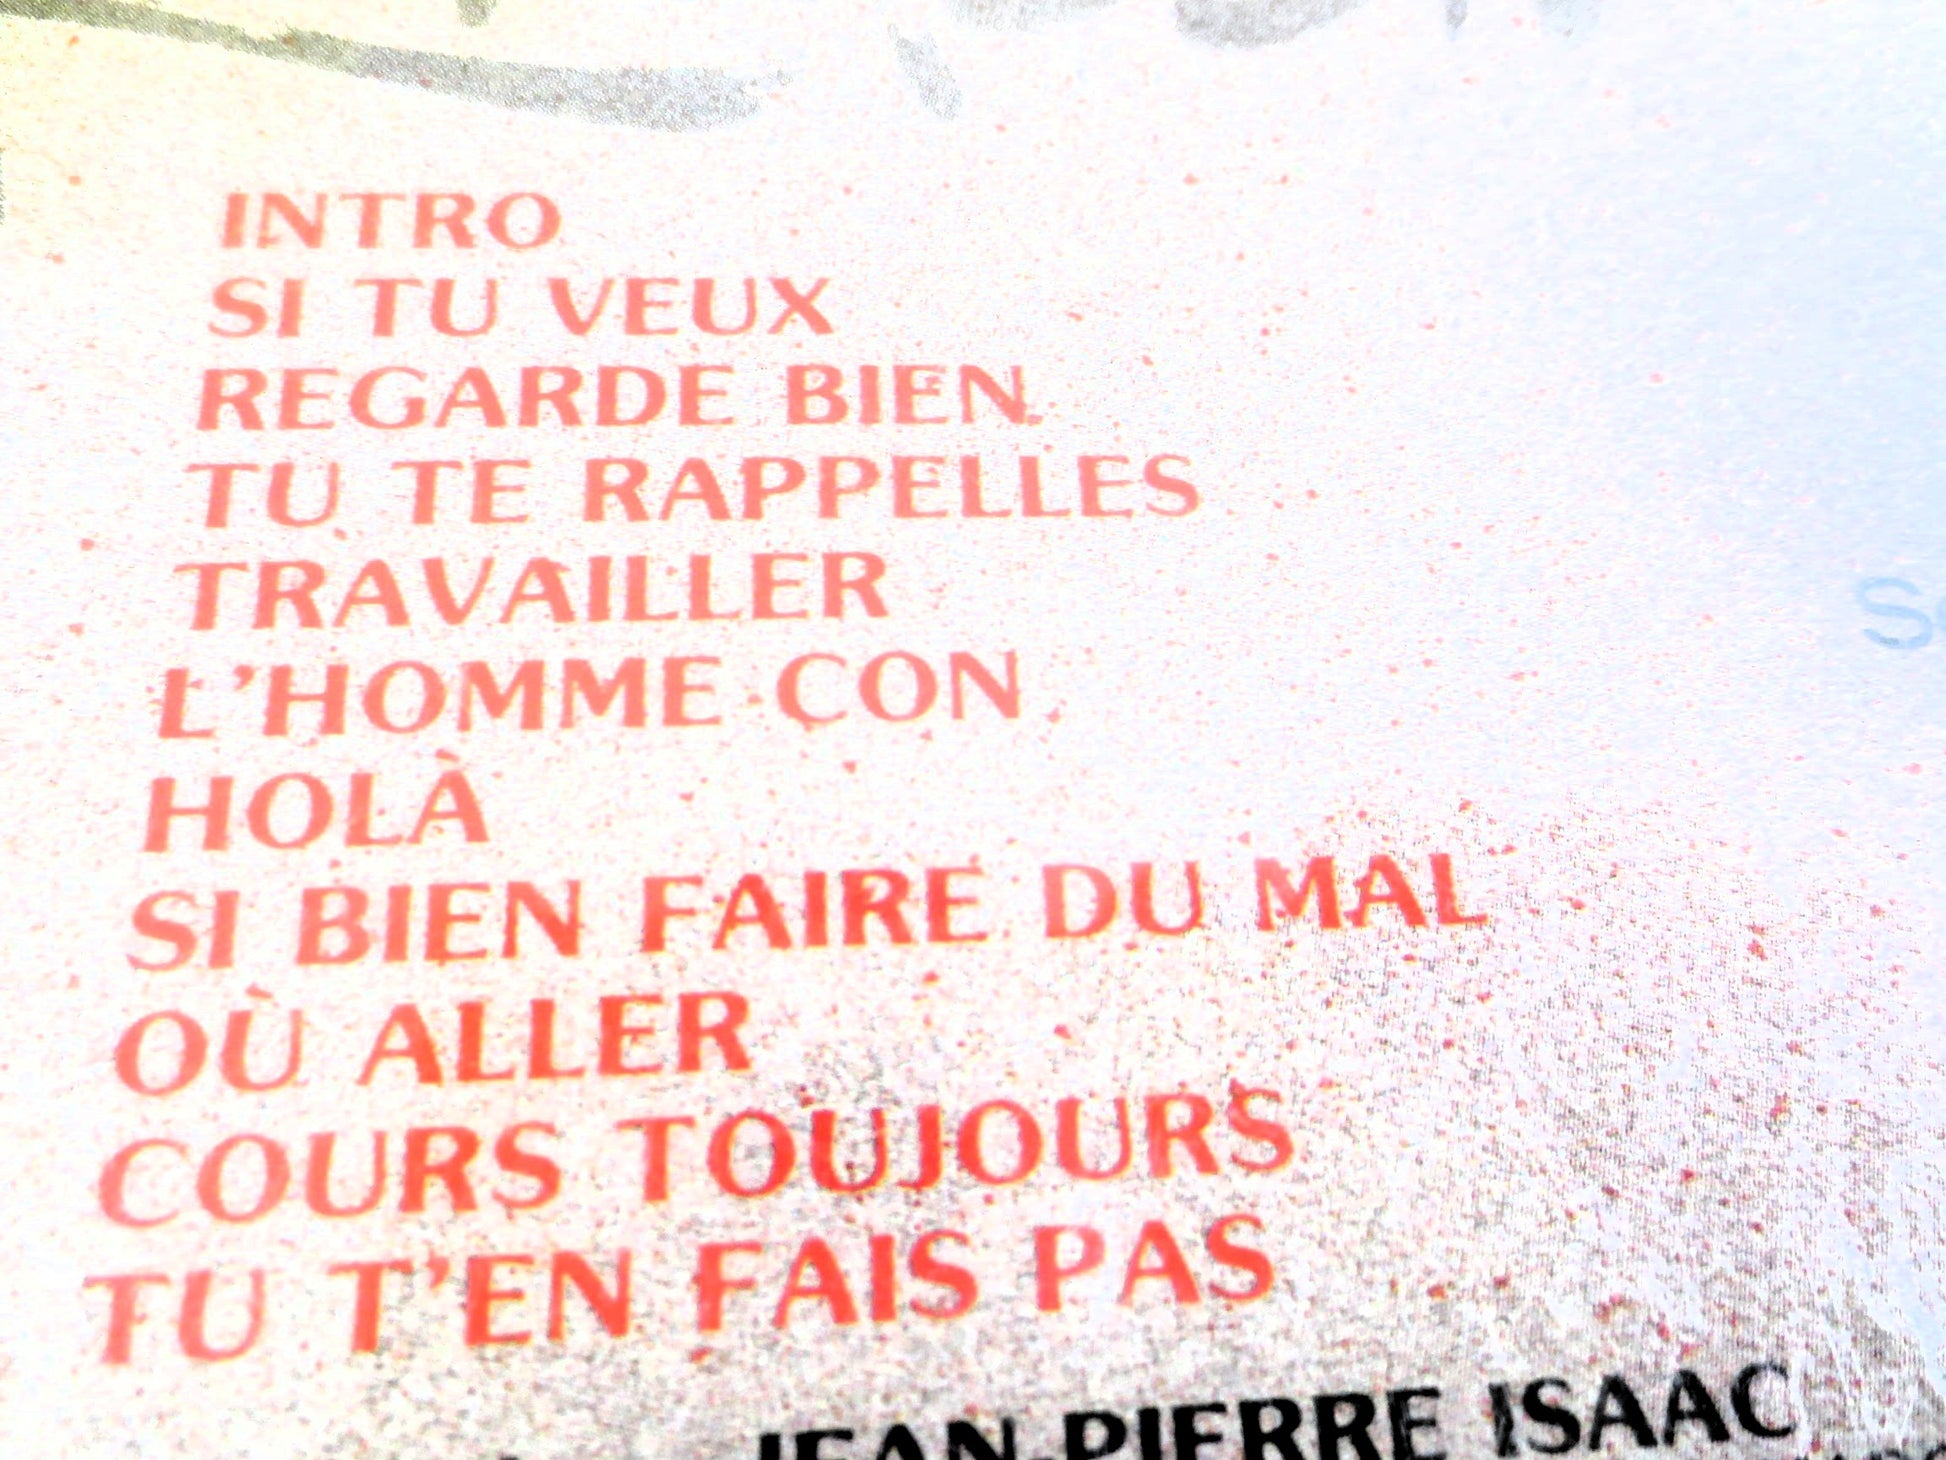 INTRO
SI TU VEUX
REGARDE BIEN
TU TE RAPPELLES
TRAVAILLER
L'HOMME CON
HOLÀ
SI BIEN FAIRE DU MAL
OÙ ALLER
COURS TOUJOURS
TU T'EN FAIS PAS
JEAN-PIERRE ISAAC